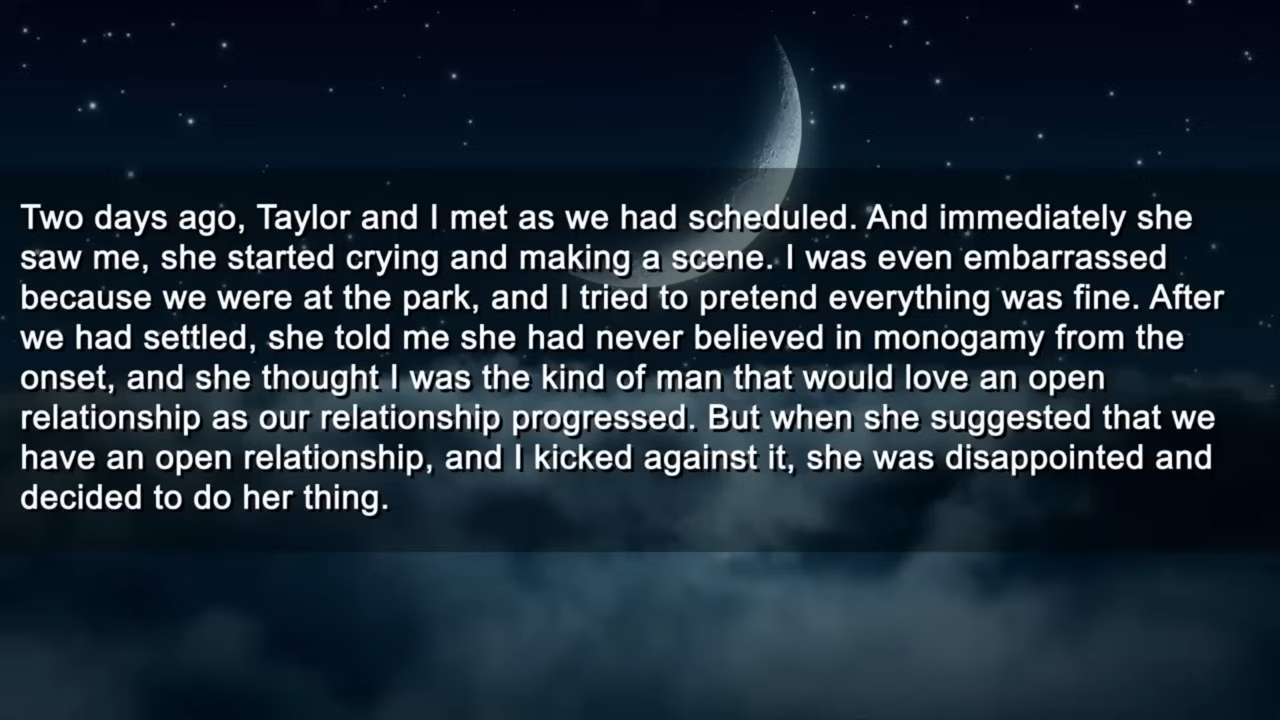 Two days ago, Taylor and I met as we had scheduled. And immediately she
saw me, she started crying and making a scene. I was even embarrassed
because we were at the park, and I tried to pretend everything was fine. After
we had settled, she told me she had never believed in monogamy from the
onset, and she thought I was the kind of man that would love an open
relationship as our relationship progressed. But when she suggested that we
have an open relationship, and I kicked against it, she was disappointed and
decided to do her thing.